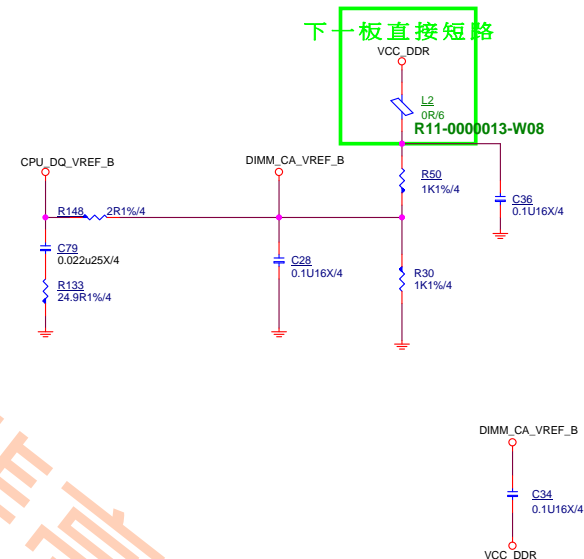 下一板直接短路
VCC_DDR
L2
0R/6
R11-0000013-W08
CPU_DQ_VREF_B
DIMM_CA_VREF_B
R50
1K1%/4
C36
0.1U16X/4
R148
2R1%/4
C79
0.022u25X/4
C28
0.1U16X/4
R30
1K1%/4
R133
24.9R1%/4
DIMM_CA_VREF_B
C34
0.1U16X/4
VCC_DDR